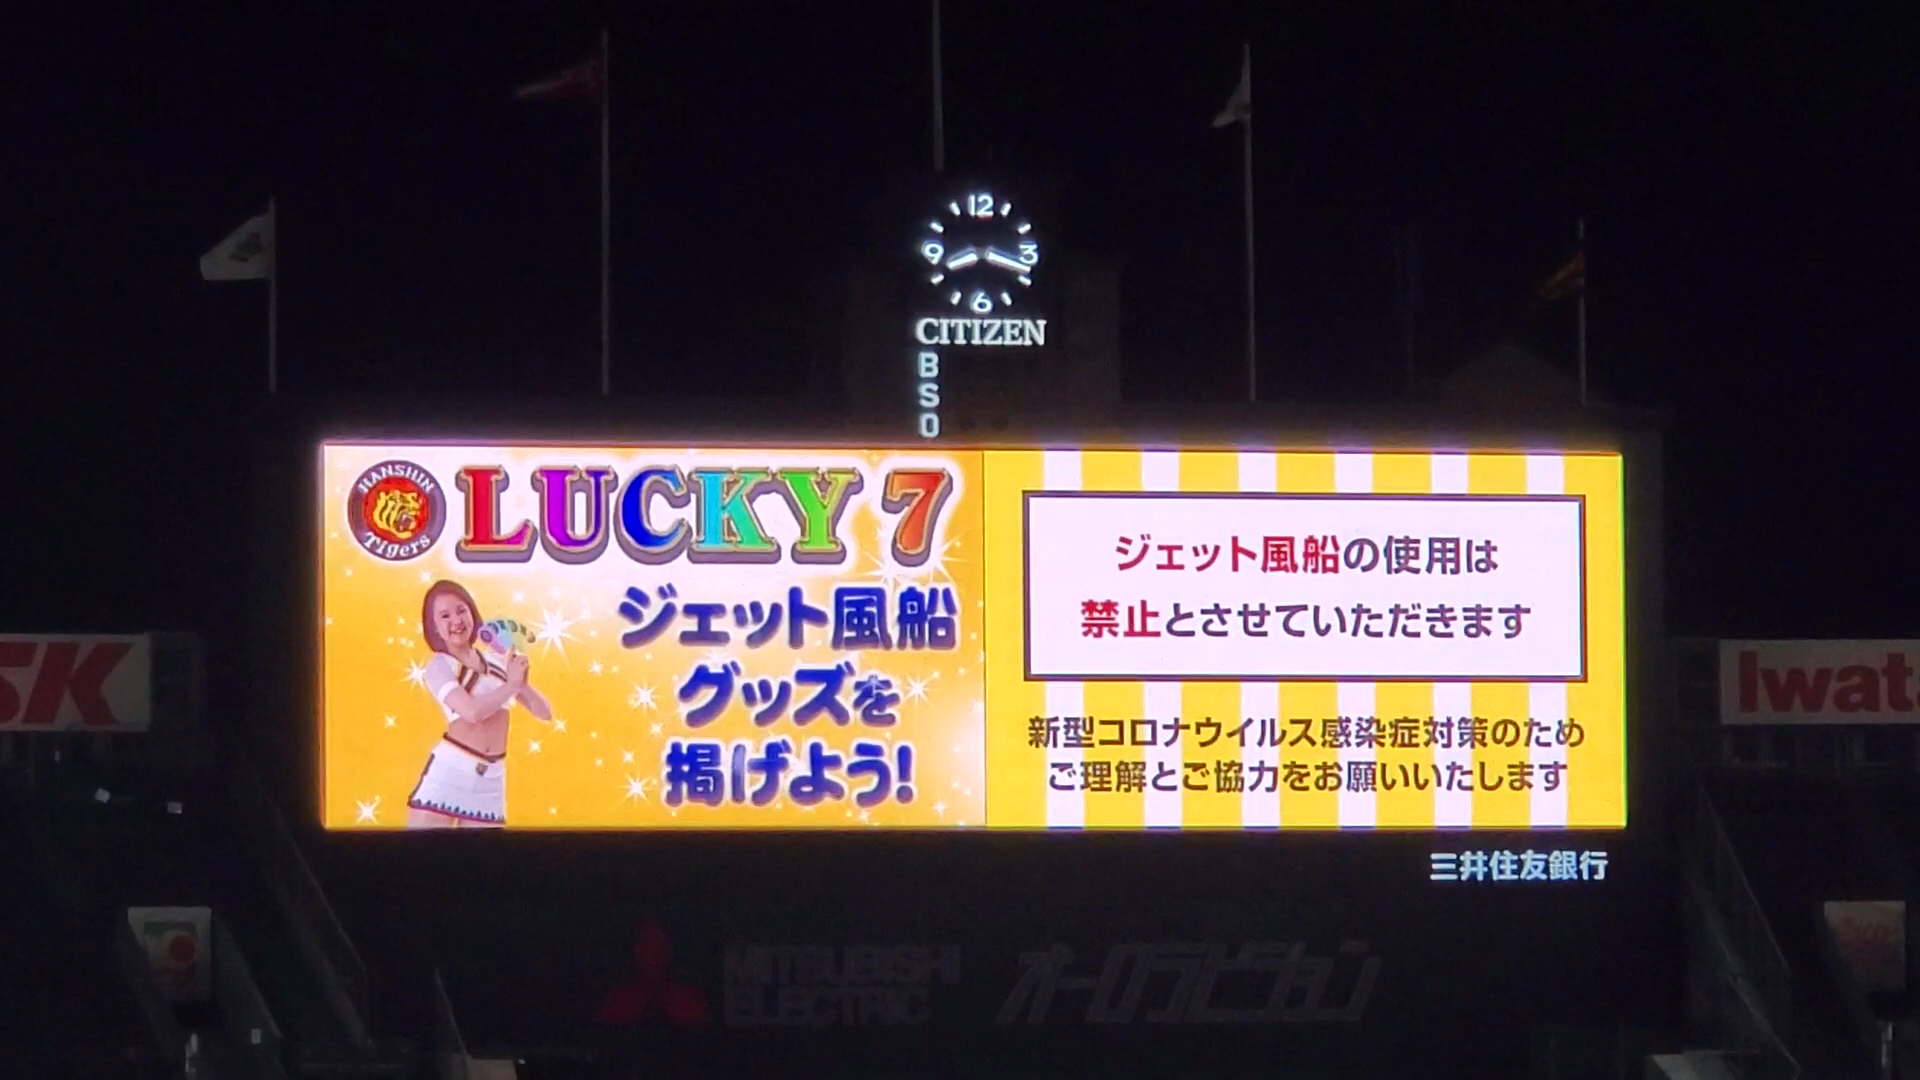 12
9 3
6
CITIZEN
B
S
O
HANSHIN
Tigers
LUCKY 7
ジェット風船
グッズを
掲げよう!
ジェット風船の使用は
禁止とさせていただきます
新型コロナウイルス感染症対策のため
ご理解とご協力をお願いいたします
SK
Iwat
三井住友銀行
MITSUBISHI
ELECTRIC
オーロラビジョン